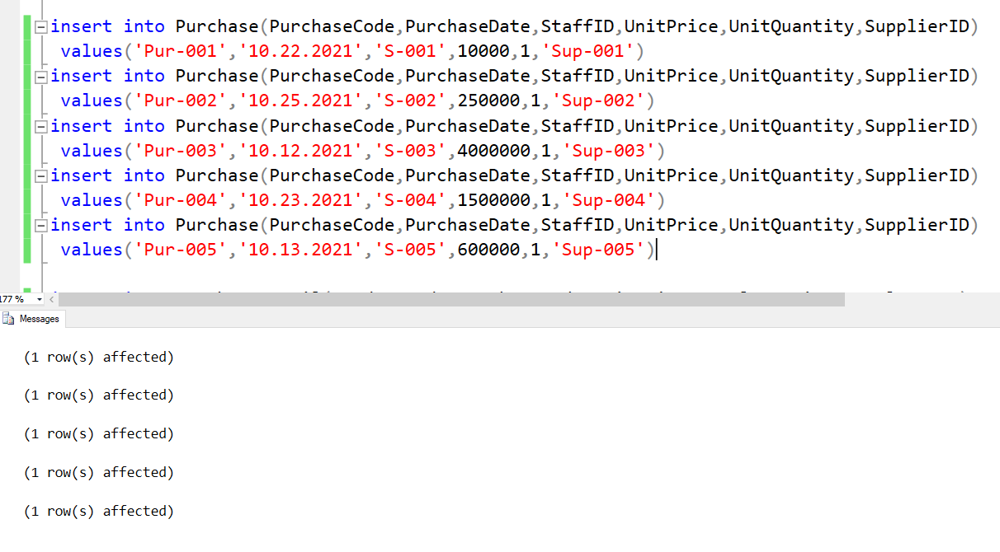 insert into Purchase(PurchaseCode,PurchaseDate,StaffID,UnitPrice,UnitQuantity,SupplierID)
values('Pur-001','10.22.2021','S-001',10000,1,'Sup-001')
insert into Purchase(PurchaseCode,PurchaseDate,StaffID,UnitPrice,UnitQuantity,SupplierID)
values('Pur-002','10.25.2021','S-002',250000,1,'Sup-002')
insert into Purchase(PurchaseCode,PurchaseDate,StaffID,UnitPrice,UnitQuantity,SupplierID)
values('Pur-003','10.12.2021','S-003',4000000,1,'Sup-003')
insert into Purchase(PurchaseCode,PurchaseDate,StaffID,UnitPrice,UnitQuantity,SupplierID)
values('Pur-004','10.23.2021','S-004',1500000,1,'Sup-004')
insert into Purchase(PurchaseCode,PurchaseDate,StaffID,UnitPrice,UnitQuantity,SupplierID)
values('Pur-005','10.13.2021','S-005',600000,1,'Sup-005')
177 %
Messages
(1 row(s) affected)
(1 row(s) affected)
(1 row(s) affected)
(1 row(s) affected)
(1 row(s) affected)